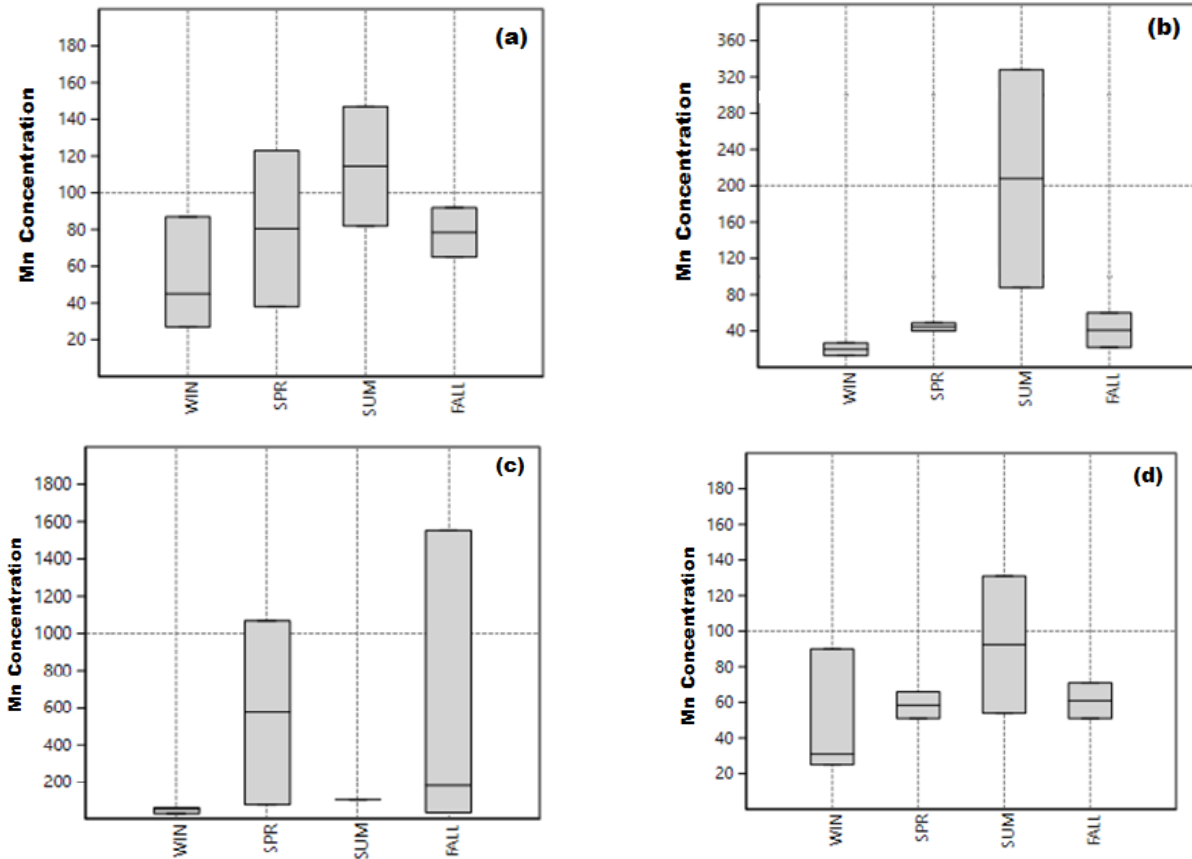 (a)
Mn Concentration
180
160
140
120
100
80
60
40
20
WIN
SPR
SUM
FALL
(b)
Mn Concentration
360
320
280
240
200
160
120
80
40
WIN
SPR
SUM
FALL
(c)
Mn Concentration
1800
1600
1400
1200
1000
800
600
400
200
WIN
SPR
SUM
FALL
(d)
Mn Concentration
180
160
140
120
100
80
60
40
20
WIN
SPR
SUM
FALL